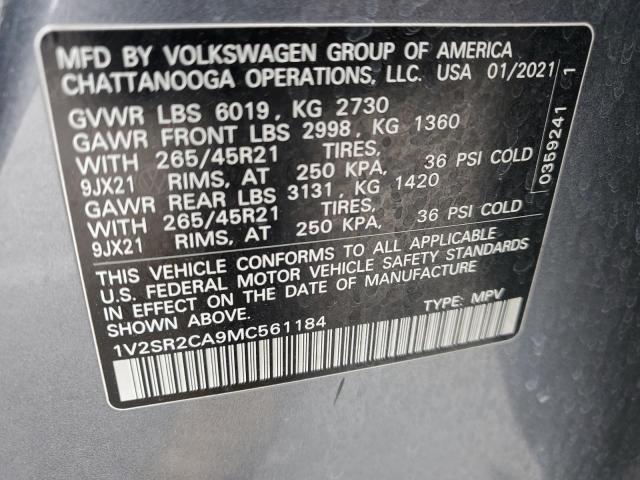 MFD BY VOLKSWAGEN GROUP OF AMERICA
CHATTANOOGA OPERATIONS, LLC. USA 01/2021 1
GVWR LBS 6019, KG 2730
GAWR FRONT LBS 2998, KG 1360
WITH 265/45R21 TIRES,
9JX21 RIMS, AT 250 KPA, 36 PSI COLD
GAWR REAR LBS 3131, KG 1420
WITH 265/45R21 TIRES,
9JX21 RIMS, AT 250 KPA, 36 PSI COLD
THIS VEHICLE CONFORMS TO ALL APPLICABLE
U.S. FEDERAL MOTOR VEHICLE SAFETY STANDARDS
IN EFFECT ON THE DATE OF MANUFACTURE
SHOWN ABOVE. TYPE: MPV
1V2SR2CA9MC561184
0359241